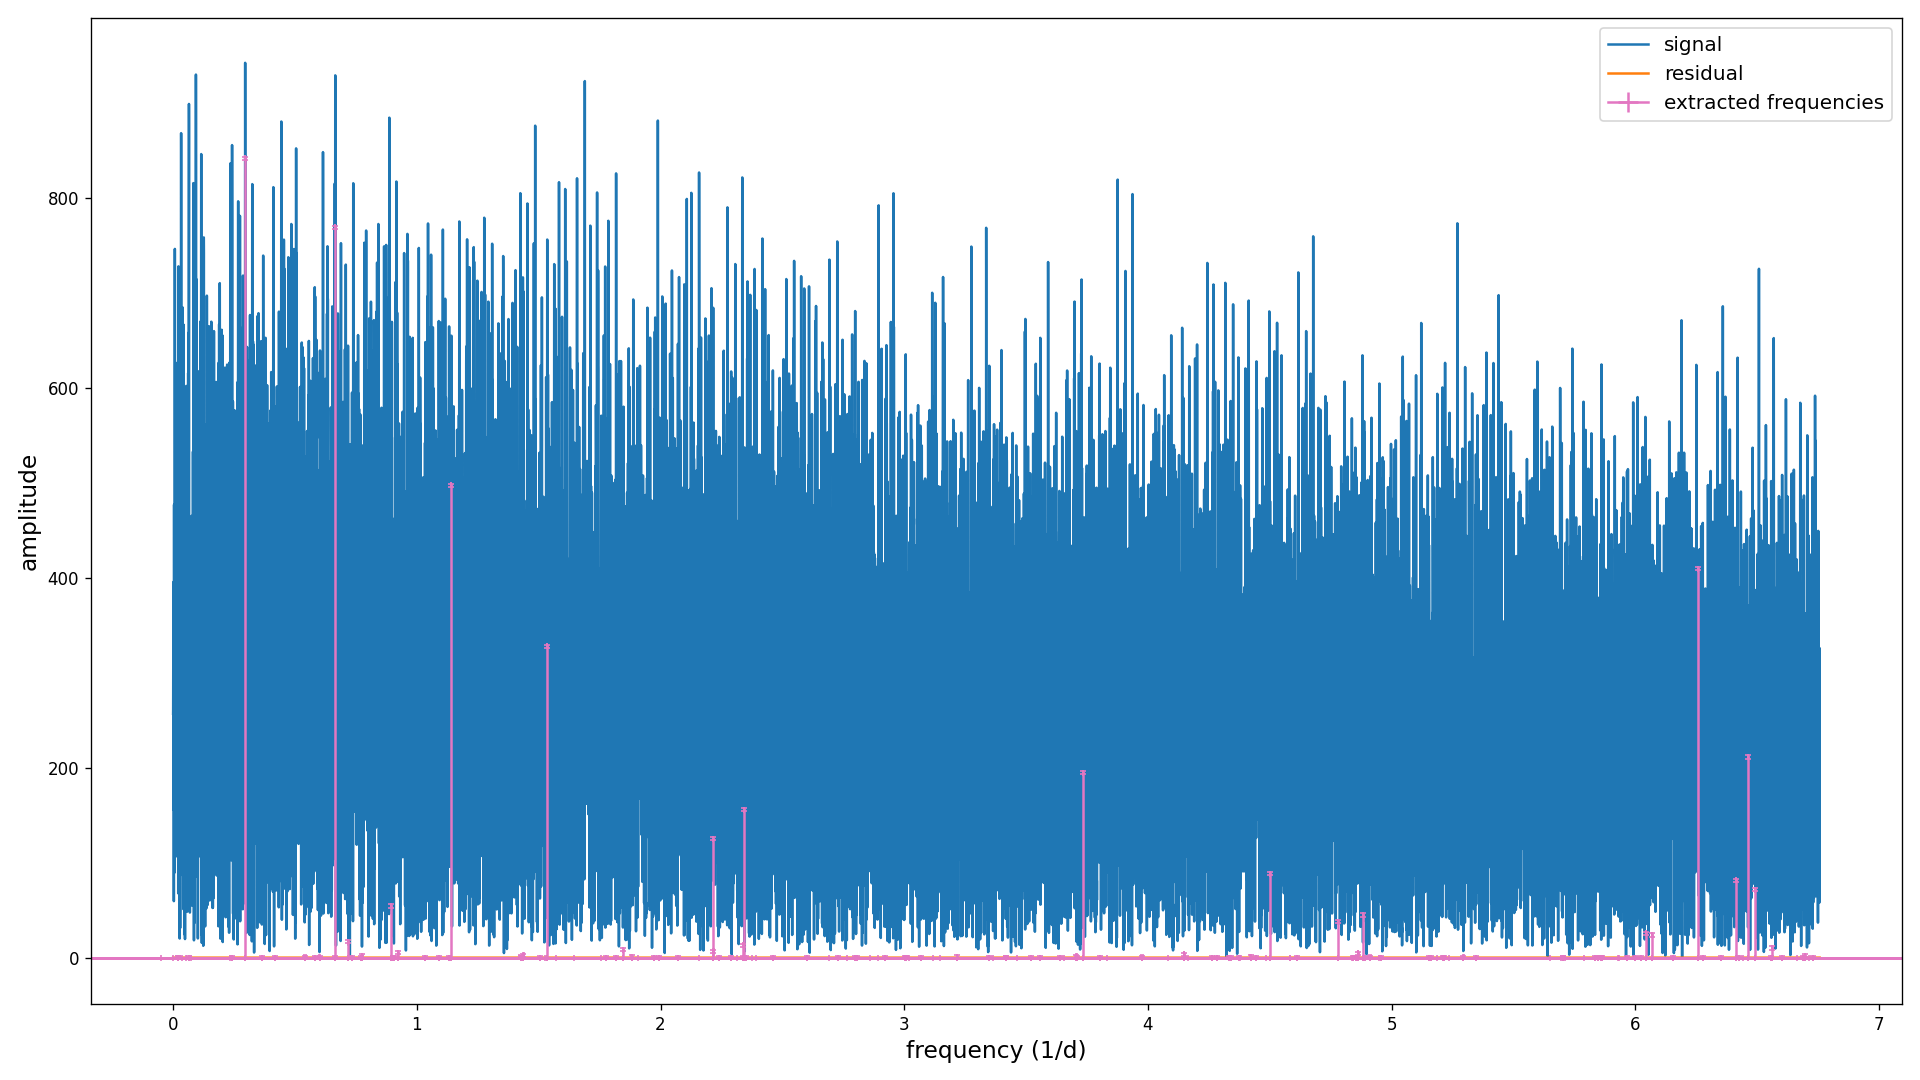 signal
residual
extracted frequencies
amplitude
800
600
400
200
0
0 1 2 3 4 5 6 7
frequency (1/d)